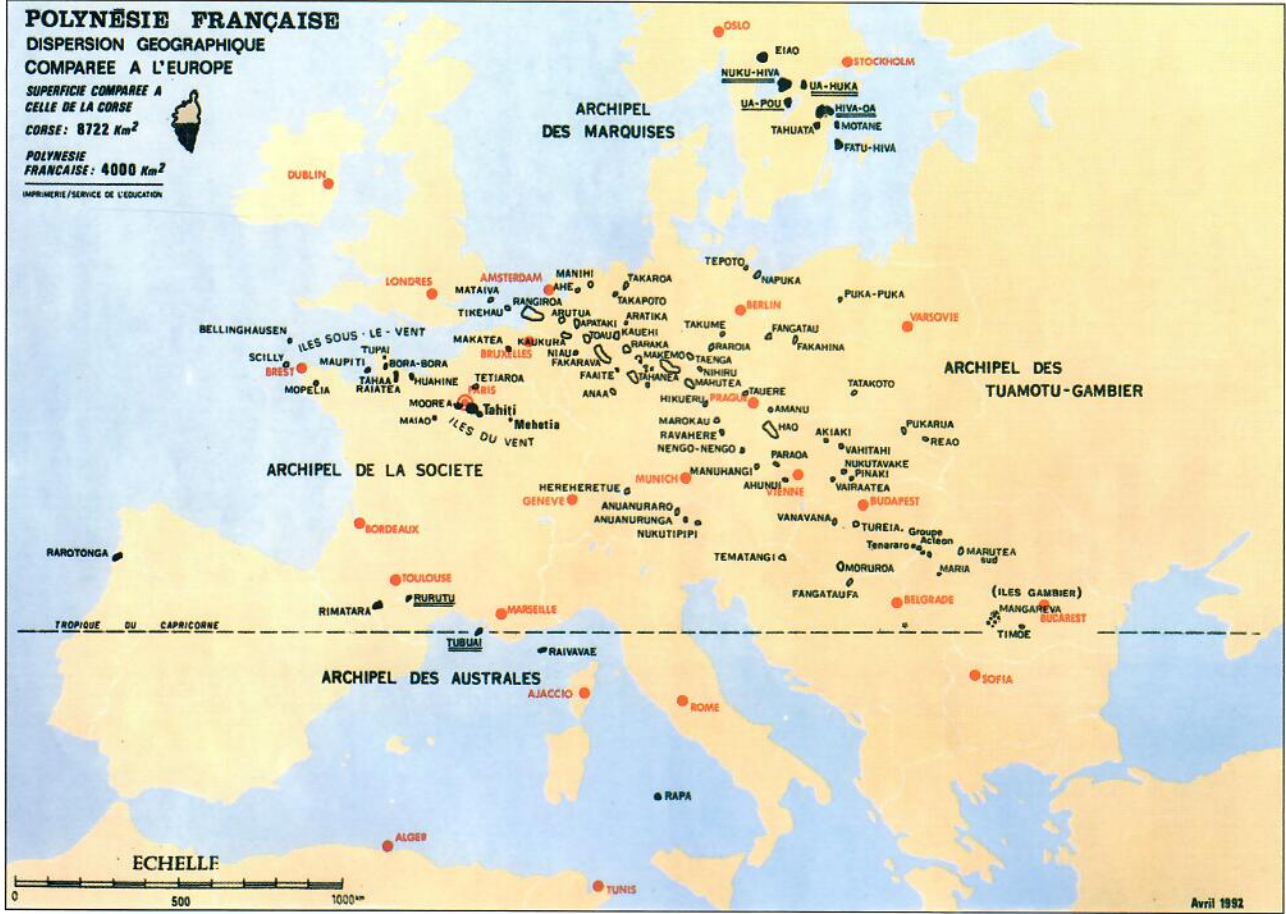 POLYNÉSIE FRANÇAISE
DISPERSION GEOGRAPHIQUE
COMPAREE A L'EUROPE
SUPERFICIE COMPAREE A
CELLE DE LA CORSE
CORSE: 8722 Km²
POLYNESIE
FRANCAISE: 4000 Km²
IMPRIMERIE/SERVICE DE L'EDUCATION
OSLO
EIAO
STOCKHOLM
NUKU-HIVA
UA-HUKA
UA-POU
HIVA-OA
TAHUATA
MOTANE
FATU-HIVA
ARCHIPEL
DES MARQUISES
DUBLIN
LONDRES
AMSTERDAM
MANIHI
AHE
TAKAROA
TEPOTO
NAPUKA
MATAIVA
RANGIROA
TAKAPOTO
PUKA-PUKA
TIKEHAU
ARUTUA
APATAKI
ARATIKA
BERLIN
VARSOVIE
BELLINGHAUSEN
ILES SOUS-LE-VENT
MAKATEA
KAUKURA
TOAU
KAUEHI
TAKUME
FANGATAU
FAKAHINA
BRUXELLES
NIAU
RARAKA
RAROIA
SCILLY
MAUPITI
TUPAI
BORA-BORA
FAKARAVA
MAKEMO
TAENGA
BREST
TAHAA
HUAHINE
TETIAROA
FAAITE
TAHANEA
NIHIRU
MOPELIA
RAIATEA
PARIS
ANAA
MAHUTEA
TAUERE
TATAKOTO
ARCHIPEL DES
TUAMOTU-GAMBIER
MOOREA
Tahiti
HIKUERU
PRAGUE
AMANU
MAIAO
Mehetia
MAROKAU
HAO
PUKARUA
ILES DU VENT
RAVAHERE
AKIAKI
REAO
NENGO-NENGO
VAHITAHI
PARAOA
NUKUTAVAKE
ARCHIPEL DE LA SOCIETE
MANUHANGI
PINAKI
MUNICH
AHUNUI
VIENNE
VAIRAATEA
HEREHERETUE
GENEVE
ANUANURARO
BUDAPEST
ANUANURUNGA
VANAVANA
TUREIA.
Groupe
BORDEAUX
NUKUTIPIPI
Acteon
Tenararo
RAROTONGA
TEMATANGI
MARUTEA
sud
MORUROA
MARIA
TOULOUSE
FANGATAUFA
(ILES GAMBIER)
RURUTU
RIMATARA
MARSEILLE
BELGRADE
MANGAREVA
BUCAREST
TROPIQUE DU CAPRICORNE
TIMOE
TUBUAI
RAIVAVAE
ARCHIPEL DES AUSTRALES
SOFIA
AJACCIO
ROME
RAPA
ALGER
ECHELLE
TUNIS
0 500 1000 km
Avril 1992